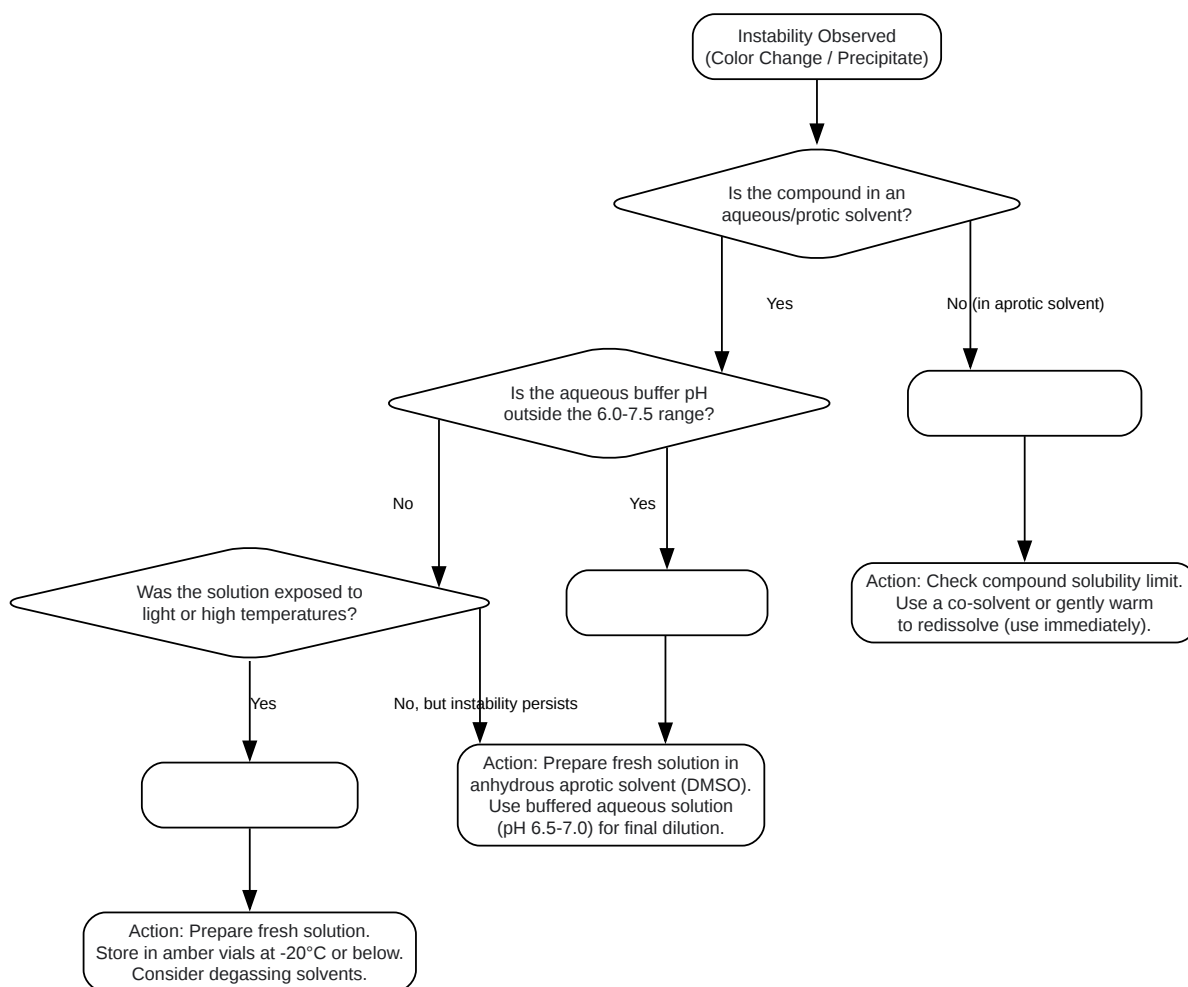 Instability Observed
(Color Change / Precipitate)
Is the compound in an
aqueous/protic solvent?
Yes
No (in aprotic solvent)
Is the aqueous buffer pH
outside the 6.0-7.5 range?
No
Yes
Was the solution exposed to
light or high temperatures?
Action: Check compound solubility limit.
Use a co-solvent or gently warm
to redissolve (use immediately).
Yes
No, but instability persists
Action: Prepare fresh solution in
anhydrous aprotic solvent (DMSO).
Use buffered aqueous solution
(pH 6.5-7.0) for final dilution.
Action: Prepare fresh solution.
Store in amber vials at -20°C or below.
Consider degassing solvents.